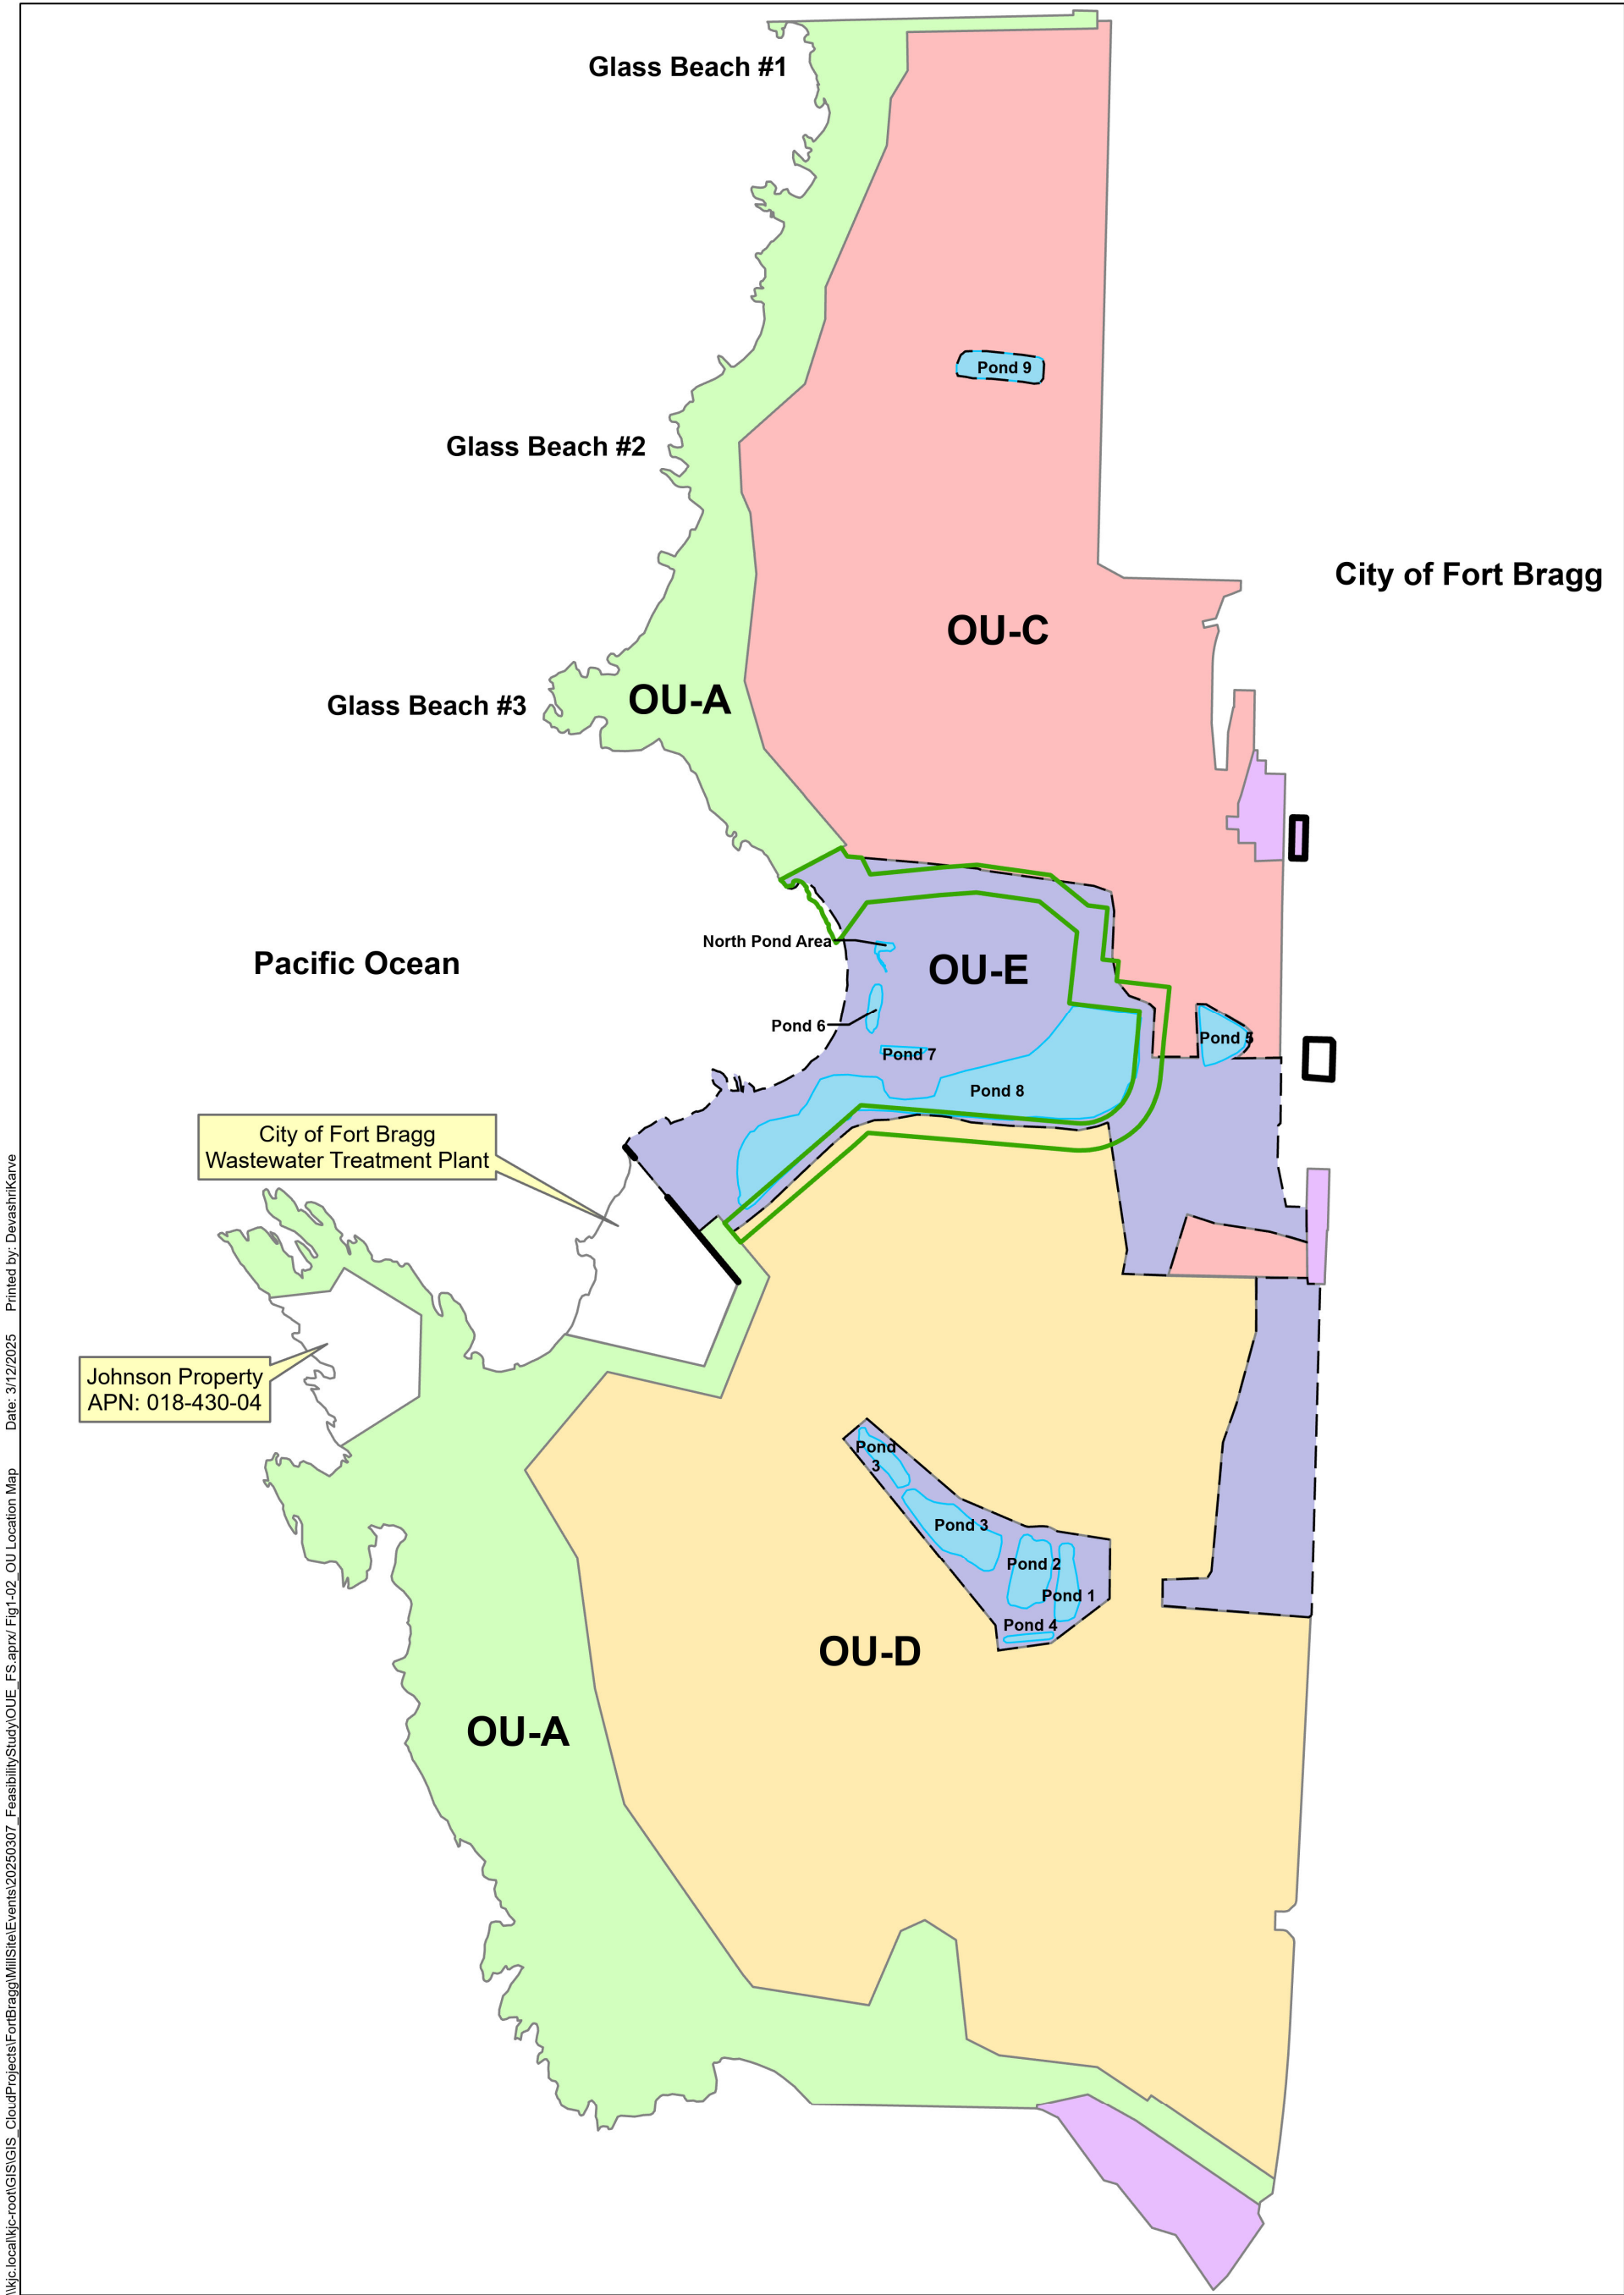 Glass Beach #1
Pond 9
Glass Beach #2
City of Fort Bragg
OU-C
OU-A
Glass Beach #3
North Pond Area
Pacific Ocean
OU-E
Pond 6
Pond 5
Pond 7
Pond 8
City of Fort Bragg
Wastewater Treatment Plant
Johnson Property
APN: 018-430-04
Pond
3
Pond 3
Pond 2
Pond 1
Pond 4
OU-D
OU-A
\\kjc.local\kjc-root\GIS\GIS_CloudProjects\FortBragg\MillSite\Events\20250307_FeasibilityStudy\OUE_FS.aprx/ Fig1-02_OU Location Map Date: 3/12/2025 Printed by: DevashriKarve